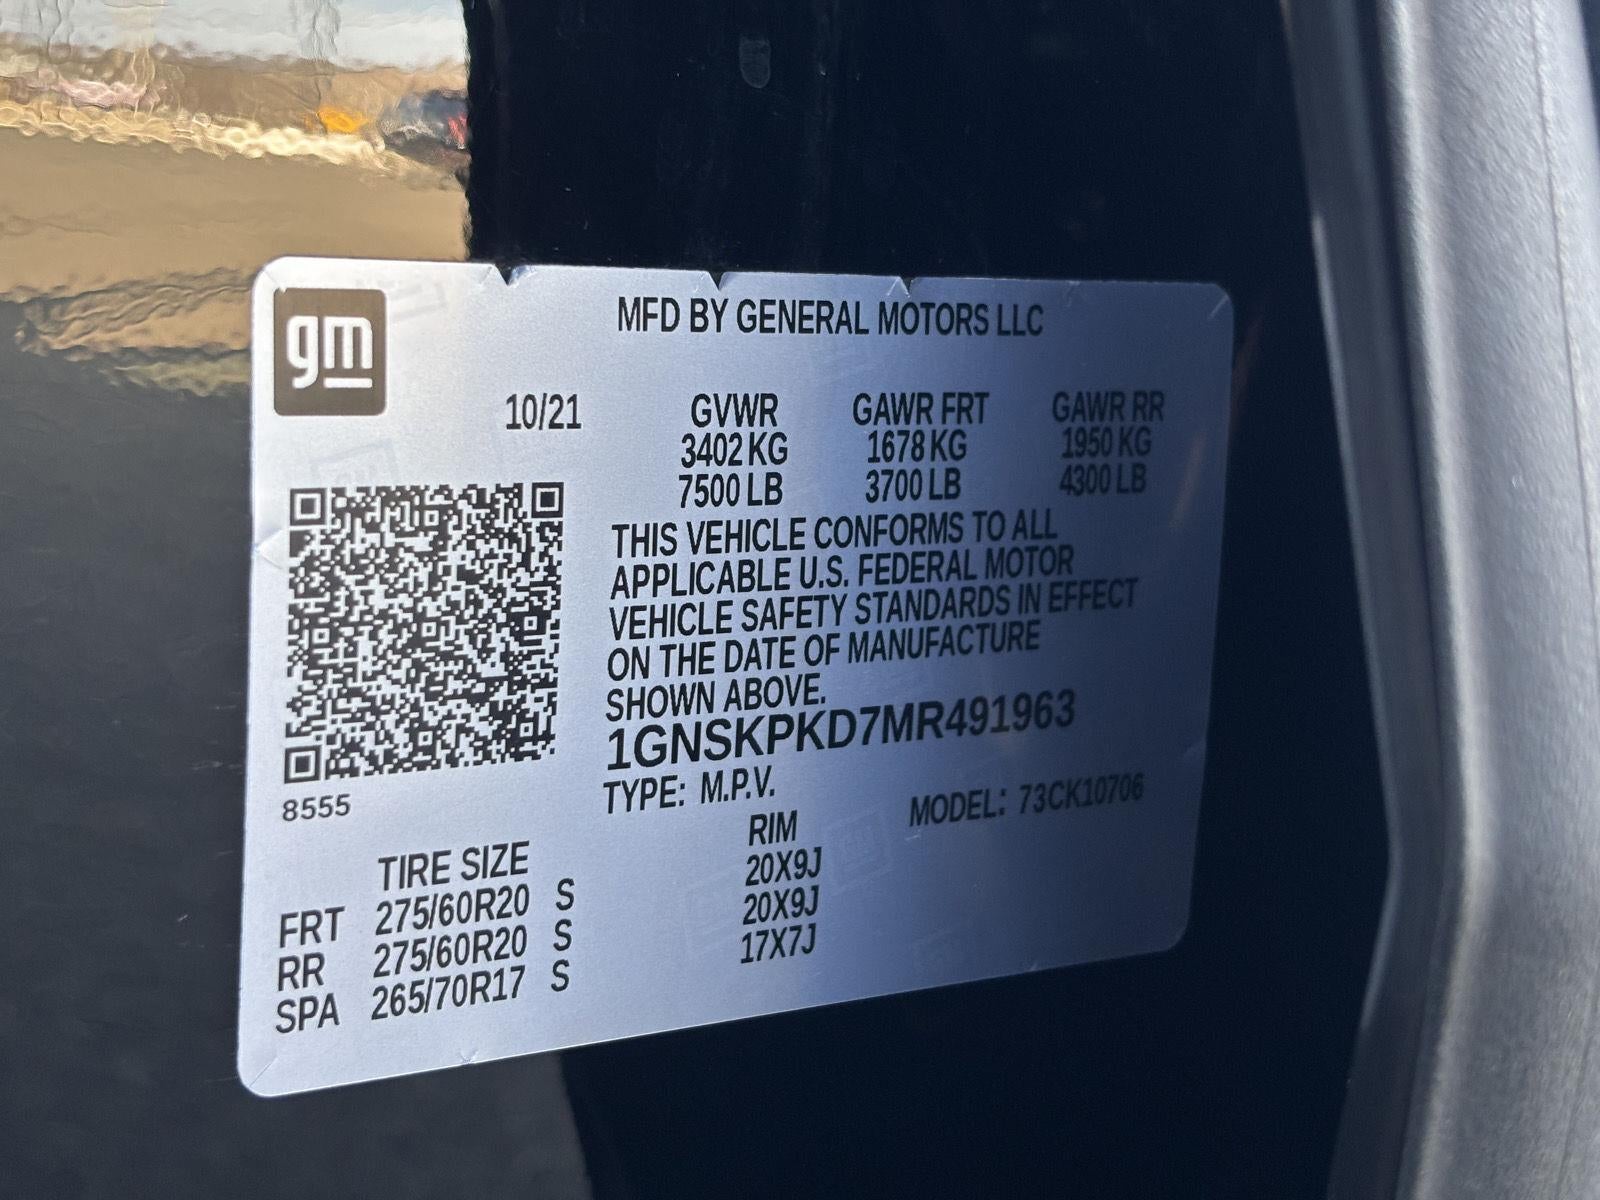 gm
MFD BY GENERAL MOTORS LLC
10/21 GVWR GAWR FRT GAWR RR
3402 KG 1678 KG 1950 KG
7500 LB 3700 LB 4300 LB
THIS VEHICLE CONFORMS TO ALL
APPLICABLE U.S. FEDERAL MOTOR
VEHICLE SAFETY STANDARDS IN EFFECT
ON THE DATE OF MANUFACTURE
SHOWN ABOVE.
1GNSKPKD7MR491963
TYPE: M.P.V. MODEL: 73CK10706
8555
TIRE SIZE RIM
FRT 275/60R20 S 20X9J
RR 275/60R20 S 20X9J
SPA 265/70R17 S 17X7J